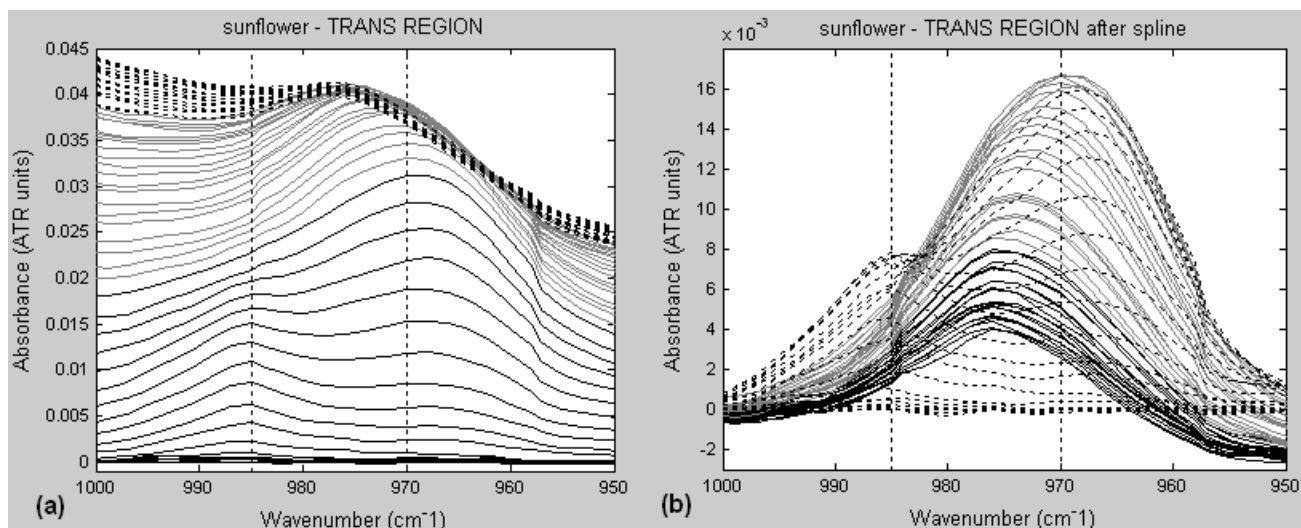 sunflower - TRANS REGION
0.045
0.04
0.035
0.03
0.025
0.02
0.015
0.01
0.005
0
Absorbance (ATR units)
1000 990 980 970 960 950
(a)
Wavenumber (cm-1)
x 10-3
sunflower - TRANS REGION after spline
16
14
12
10
8
6
4
2
0
-2
Absorbance (ATR units)
1000 990 980 970 960 950
(b)
Wavenumber (cm-1)